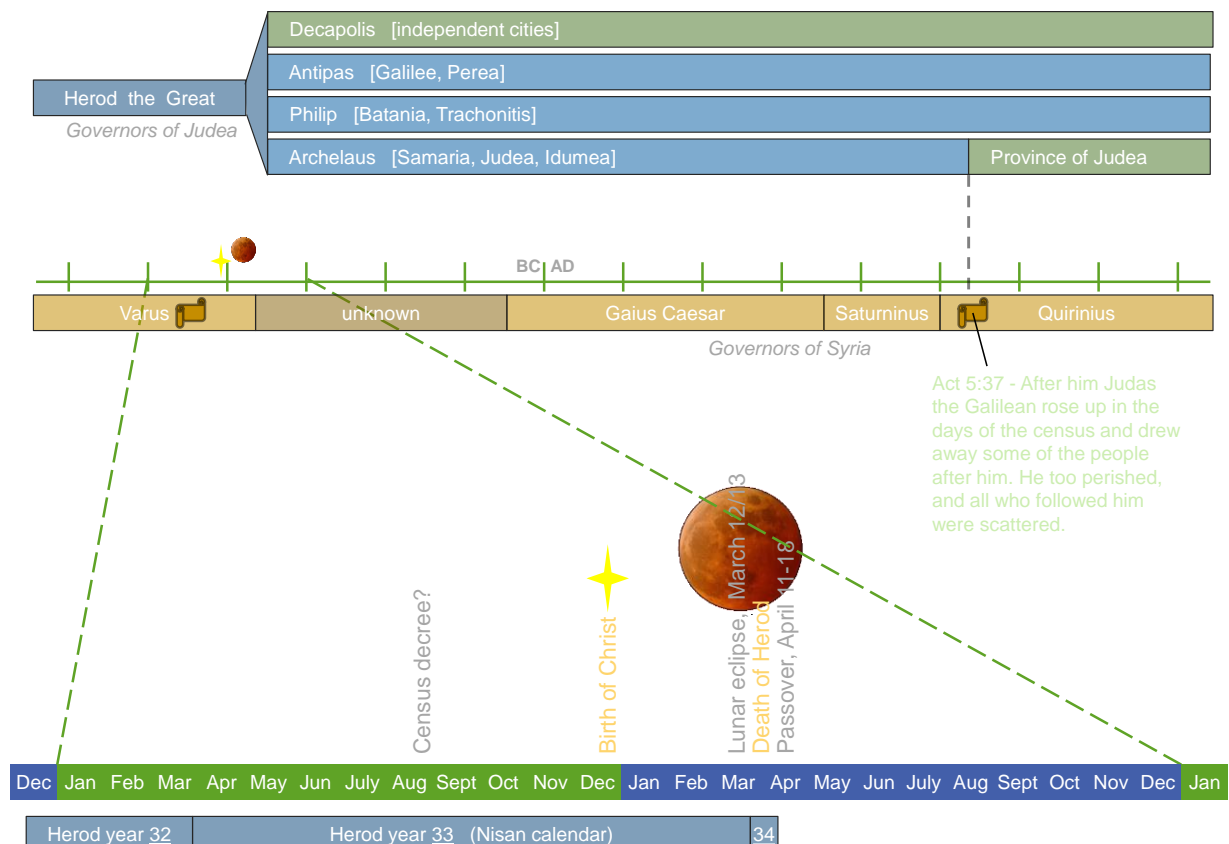 Decapolis [independent cities]
Antipas [Galilee, Perea]
Herod the Great
Philip [Batania, Trachonitis]
Governors of Judea
Archelaus [Samaria, Judea, Idumea]
Province of Judea
BC AD
Varus
unknown
Gaius Caesar
Saturninus
Quirinius
Governors of Syria
Act 5:37 - After him Judas
the Galilean rose up in the
days of the census and drew
away some of the people
after him. He too perished,
and all who followed him
were scattered.
Census decree?
Birth of Christ
Lunar eclipse, March 12/13
Death of Herod
Passover, April 11-18
Dec Jan Feb Mar Apr May Jun July Aug Sept Oct Nov Dec Jan Feb Mar Apr May Jun July Aug Sept Oct Nov Dec Jan
Herod year 32
Herod year 33 (Nisan calendar)
34